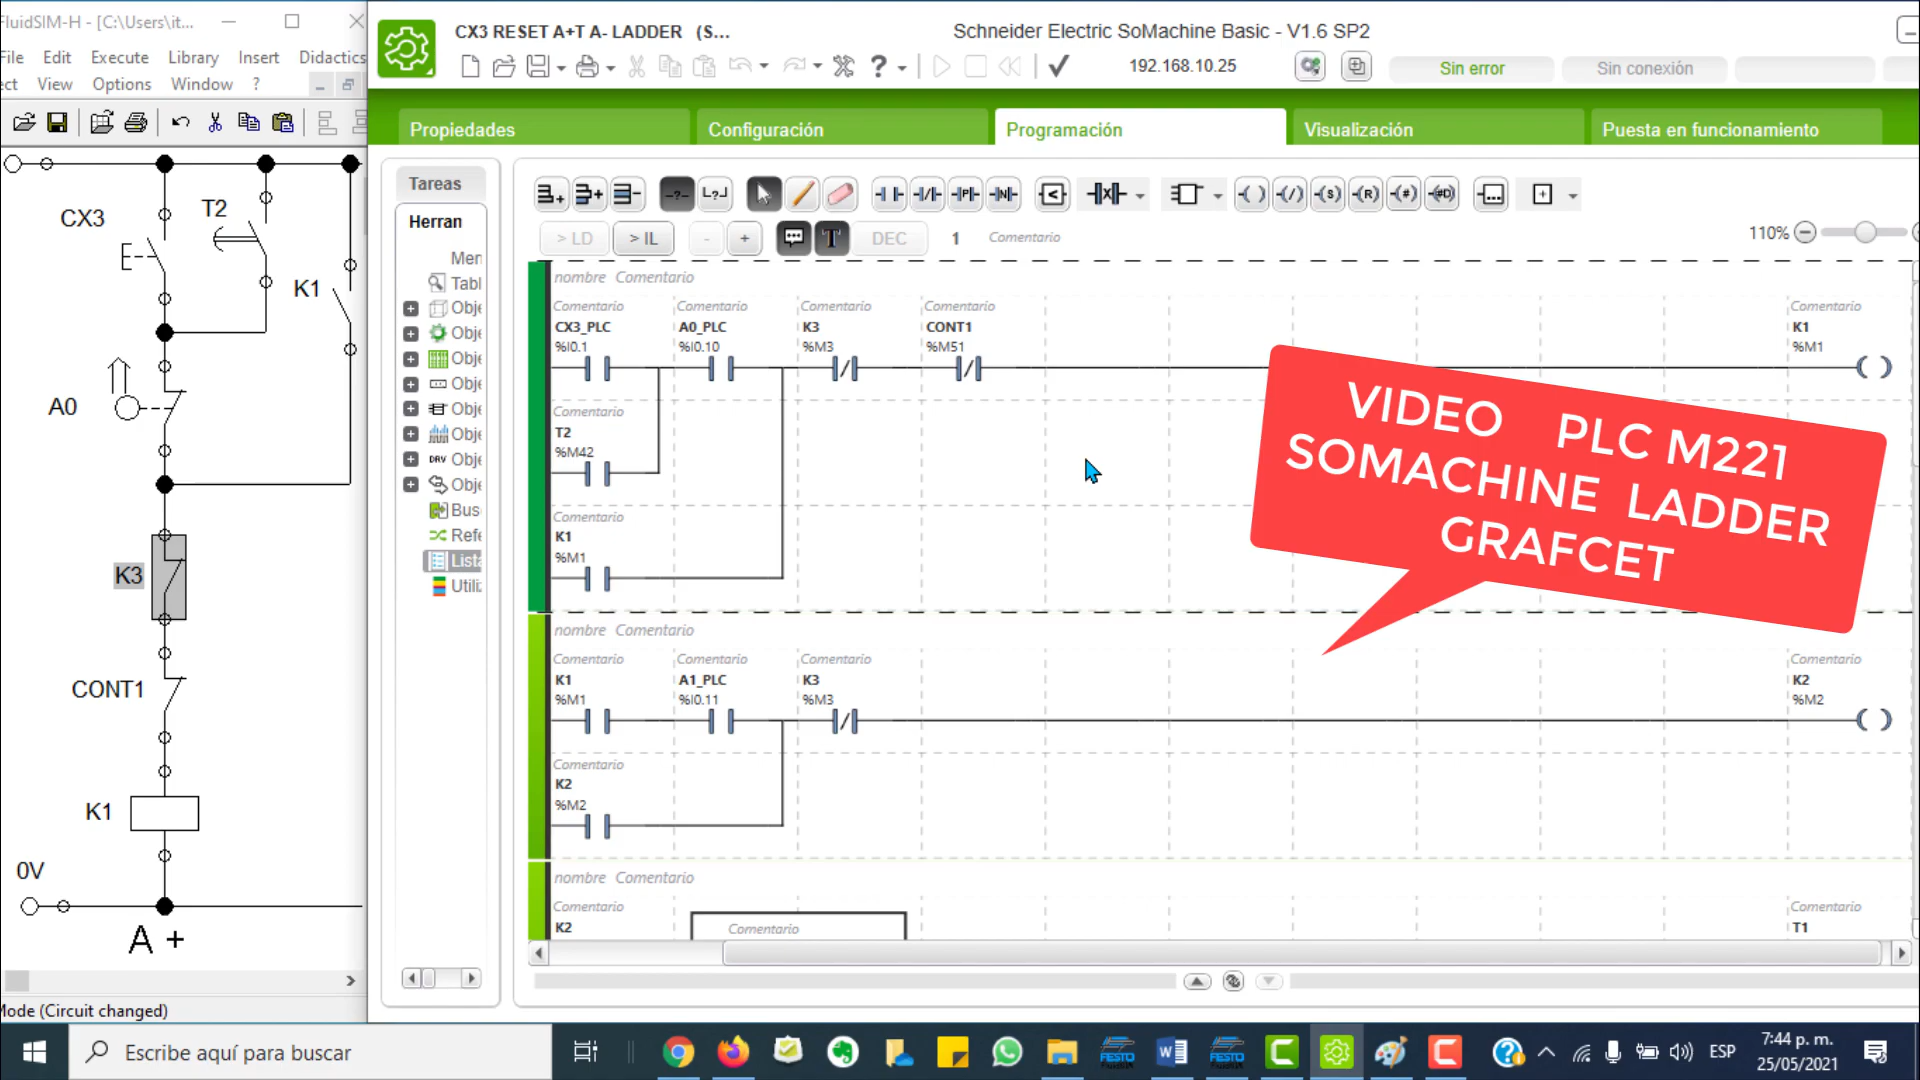 FluidSIM-H - [C:\Users\it...
File Edit Execute Library Insert Didactics
ect View Options Window ?
CX3
T2
K1
A0
K3
CONT1
K1
0V
A +
Mode (Circuit changed)
CX3 RESET A+T A- LADDER (S...
Schneider Electric SoMachine Basic - V1.6 SP2
192.168.10.25
Sin error
Sin conexión
Propiedades
Configuración
Programación
Visualización
Puesta en funcionamiento
Tareas
Herran
Men
Tabl
Obje
Obje
Obje
Obje
Obje
Obje
DRV Obje
Obje
Bus
Refe
Lista
Utili
> LD > IL - + T DEC 1 Comentario
110%
nombre Comentario
Comentario Comentario Comentario Comentario Comentario
CX3_PLC A0_PLC K3 CONT1 K1
%I0.1 %I0.10 %M3 %M51 %M1
Comentario
T2
%M42
Comentario
K1
%M1
VIDEO PLC M221
SOMACHINE LADDER
GRAFCET
nombre Comentario
Comentario Comentario Comentario Comentario
K1 A1_PLC K3 K2
%M1 %I0.11 %M3 %M2
Comentario
K2
%M2
nombre Comentario
Comentario Comentario
K2 Comentario T1
Escribe aquí para buscar
FESTO
FESTO
ESP
7:44 p. m.
25/05/2021